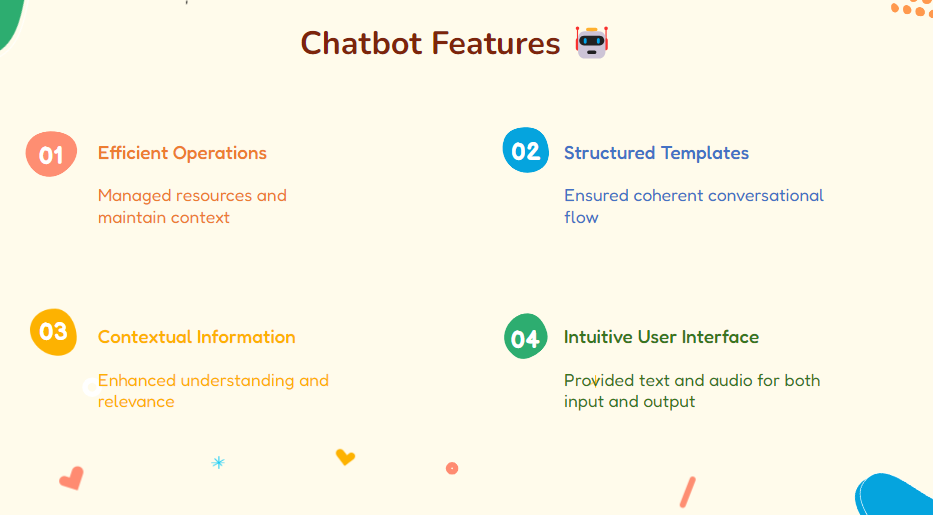 Chatbot Features
01
Efficient Operations
Managed resources and
maintain context
02
Structured Templates
Ensured coherent conversational
flow
03
Contextual Information
Enhanced understanding and
relevance
04
Intuitive User Interface
Provided text and audio for both
input and output